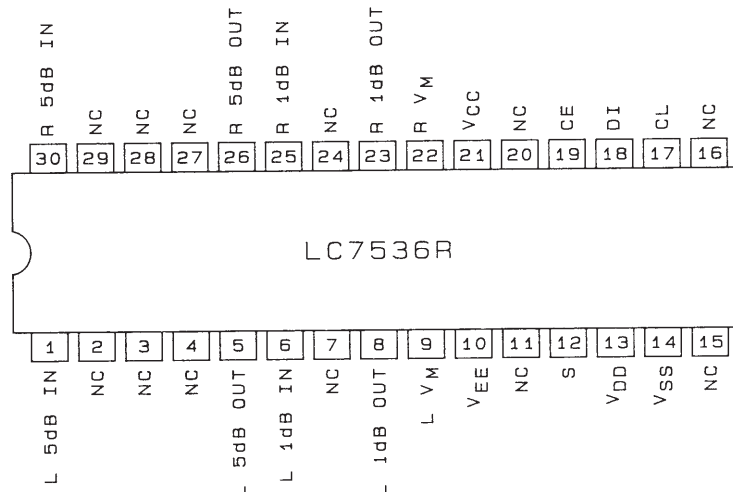 R 5dB IN
NC
NC
NC
R 5dB OUT
R 1dB IN
NC
R 1dB OUT
R VM
VCC
NC
CE
DI
CL
NC
30 29 28 27 26 25 24 23 22 21 20 19 18 17 16
LC7536R
1 2 3 4 5 6 7 8 9 10 11 12 13 14 15
L 5dB IN
NC
NC
NC
L 5dB OUT
L 1dB IN
NC
L 1dB OUT
L VM
VEE
NC
S
VDD
VSS
NC